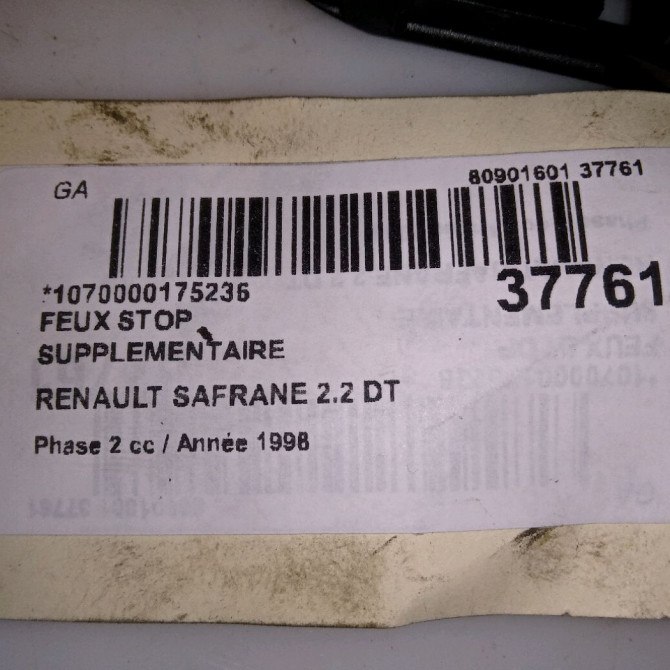 GA
80901601 37761
*1070000175236
37761
FEUX STOP
SUPPLEMENTAIRE
RENAULT SAFRANE 2.2 DT
Phase 2 cc / Année 1998